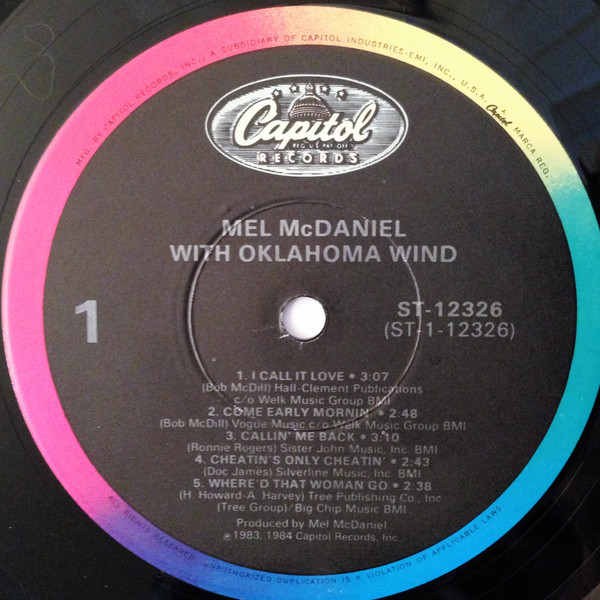 MFG. BY CAPITOL RECORDS, INC., A SUBSIDIARY OF CAPITOL INDUSTRIES-EMI, INC., U.S.A. Capitol MARCA REG.
Capitol
REG. U.S. PAT. OFF.
RECORDS
MEL McDANIEL
WITH OKLAHOMA WIND
1
ST-12326
(ST-1-12326)
1. I CALL IT LOVE • 3:07
(Bob McDill) Hall-Clement Publications
c/o Welk Music Group BMI
2. COME EARLY MORNIN' • 2:48
(Bob McDill) Vogue Music c/o Welk Music Group BMI
3. CALLIN' ME BACK • 3:10
(Ronnie Rogers) Sister John Music, Inc. BMI
4. CHEATIN'S ONLY CHEATIN' • 2:43
(Doc James) Silverline Music, Inc. BMI
5. WHERE'D THAT WOMAN GO • 2:38
(H. Howard-A. Harvey) Tree Publishing Co., Inc.
(Tree Group)/Big Chip Music BMI
Produced by Mel McDaniel
℗ 1983, 1984 Capitol Records, Inc.
ALL RIGHTS RESERVED. UNAUTHORIZED DUPLICATION IS A VIOLATION OF APPLICABLE LAWS.